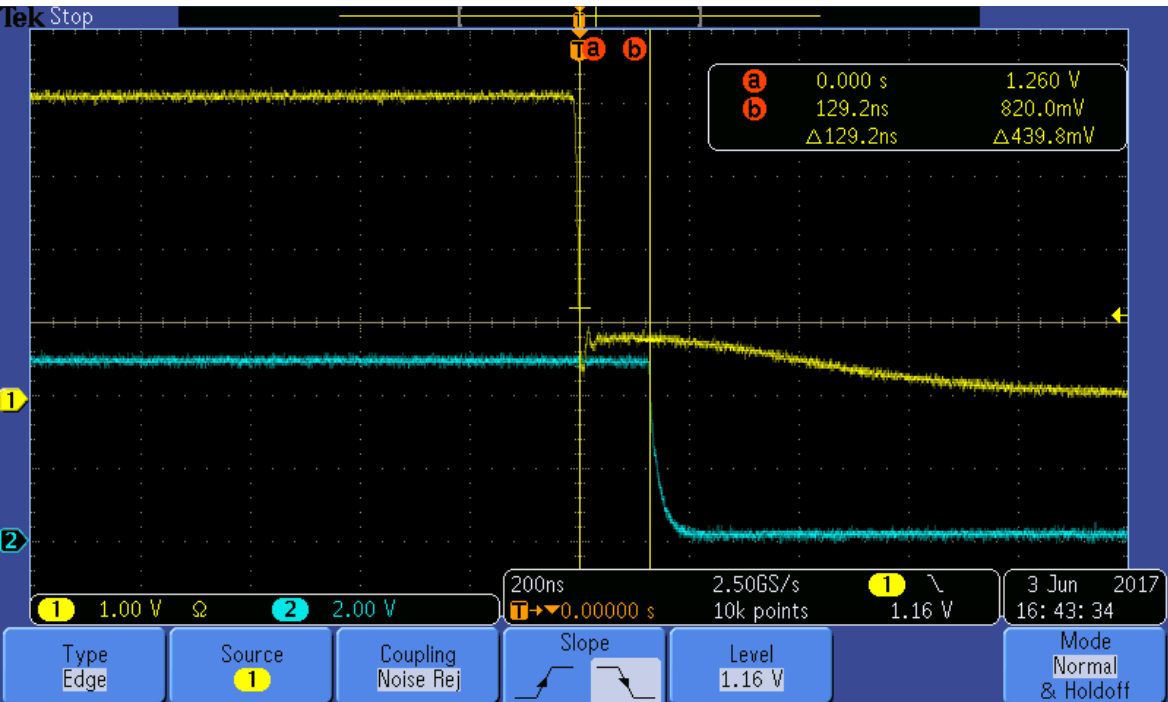 Tek Stop
T
T a b
a 0.000 s 1.260 V
b 129.2ns 820.0mV
△129.2ns △439.8mV
1
2
1 1.00 V Ω 2 2.00 V
200ns 2.50GS/s 1 \
T→▼0.00000 s 10k points 1.16 V
3 Jun 2017
16:43:34
Type
Edge
Source
1
Coupling
Noise Rej
Slope
Level
1.16 V
Mode
Normal
& Holdoff